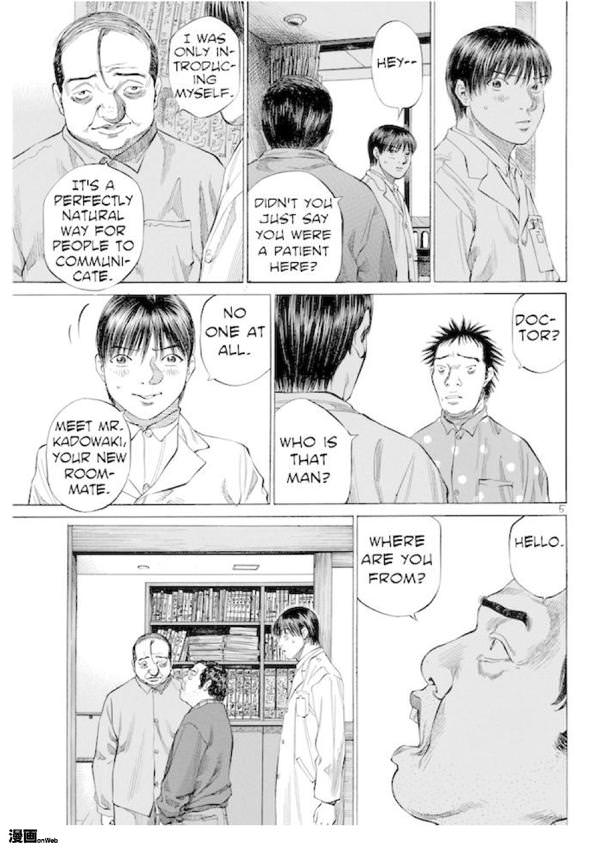 HEY--
DIDN'T YOU
JUST SAY
YOU WERE
A PATIENT
HERE?
I WAS
ONLY IN-
TRODUC-
ING
MYSELF.
IT'S A
PERFECTLY
NATURAL
WAY FOR
PEOPLE TO
COMMUNI-
CATE.
DOC-
TOR?
WHO IS
THAT
MAN?
NO
ONE AT
ALL.
MEET MR.
KADOWAKI,
YOUR NEW
ROOM-
MATE.
5
HELLO.
WHERE
ARE YOU
FROM?
漫画onWeb